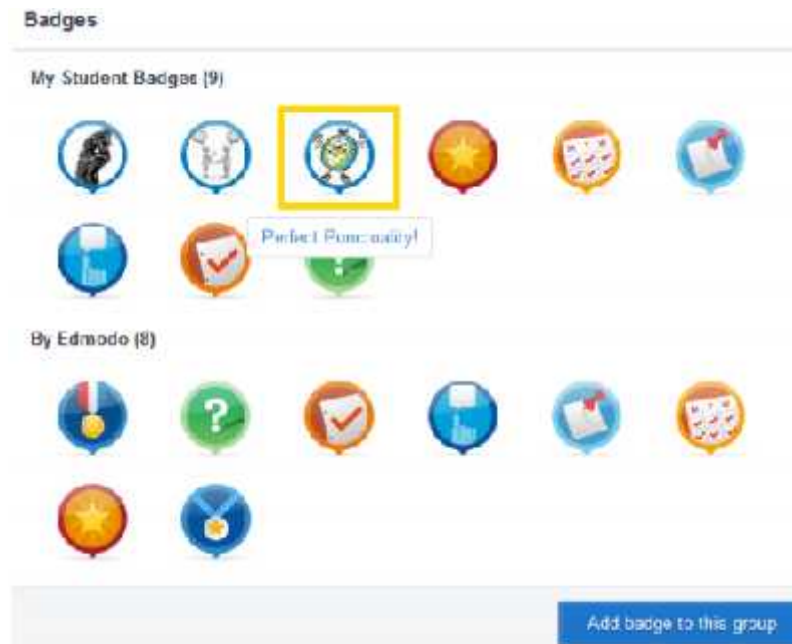 Badges
My Student Badges (9)
Perfect Punctuality!
By Edmodo (8)
Add badge to this group